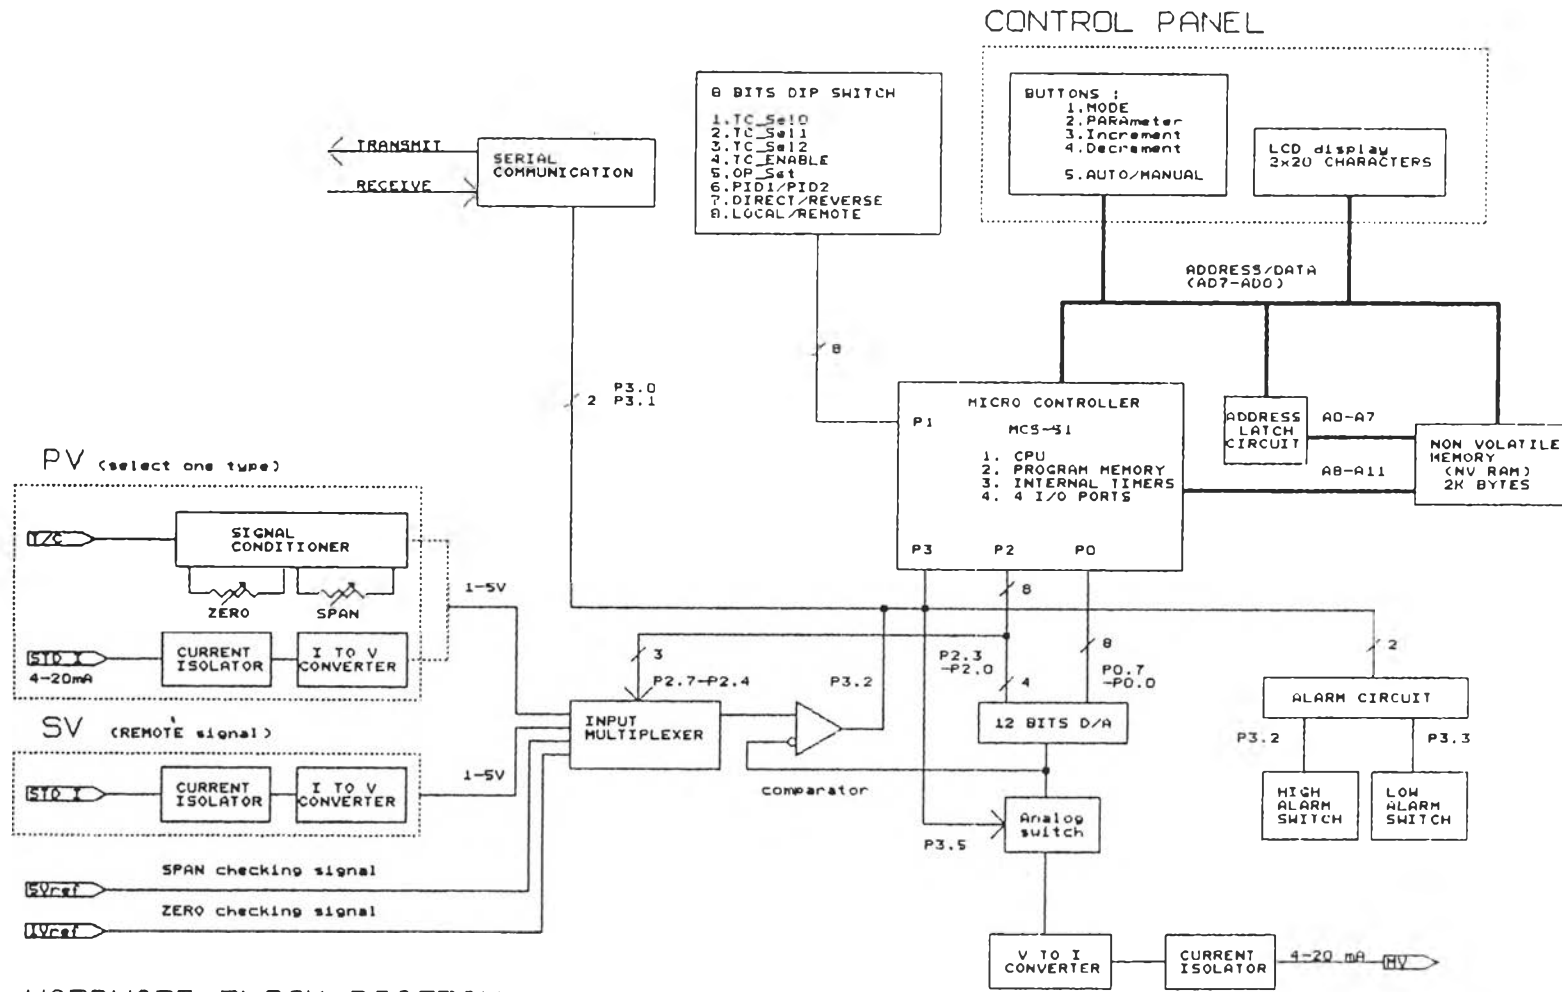 CONTROL PANEL
8 BITS DIP SWITCH
1.TC_Sel0
2.TC_Sel1
3.TC_Sel2
4.TC_ENABLE
5.OP_Set
6.PID1/PID2
7.DIRECT/REVERSE
8.LOCAL/REMOTE
BUTTONS :
1.MODE
2.PARAmeter
3.Increment
4.Decrement
5.AUTO/MANUAL
LCD display
2x20 CHARACTERS
TRANSMIT
RECEIVE
SERIAL
COMMUNICATION
ADDRESS/DATA
(AD7-AD0)
8
2
P3.0
P3.1
P1
MICRO CONTROLLER
MCS-51
1. CPU
2. PROGRAM MEMORY
3. INTERNAL TIMERS
4. 4 I/O PORTS
P3
P2
P0
ADDRESS
LATCH
CIRCUIT
A0-A7
A8-A11
NON VOLATILE
MEMORY
(NV RAM)
2K BYTES
PV (select one type)
T/C
SIGNAL
CONDITIONER
ZERO
SPAN
1-5V
STD I
4-20mA
CURRENT
ISOLATOR
I TO V
CONVERTER
8
3
P2.7-P2.4
P3.2
P2.3
-P2.0
4
8
P0.7
-P0.0
2
ALARM CIRCUIT
P3.2
P3.3
HIGH
ALARM
SWITCH
LOW
ALARM
SWITCH
SV (REMOTE signal)
STD I
CURRENT
ISOLATOR
I TO V
CONVERTER
1-5V
INPUT
MULTIPLEXER
comparator
12 BITS D/A
Analog
switch
P3.5
SPAN checking signal
5Vref
ZERO checking signal
1Vref
V TO I
CONVERTER
CURRENT
ISOLATOR
4-20 mA
MV